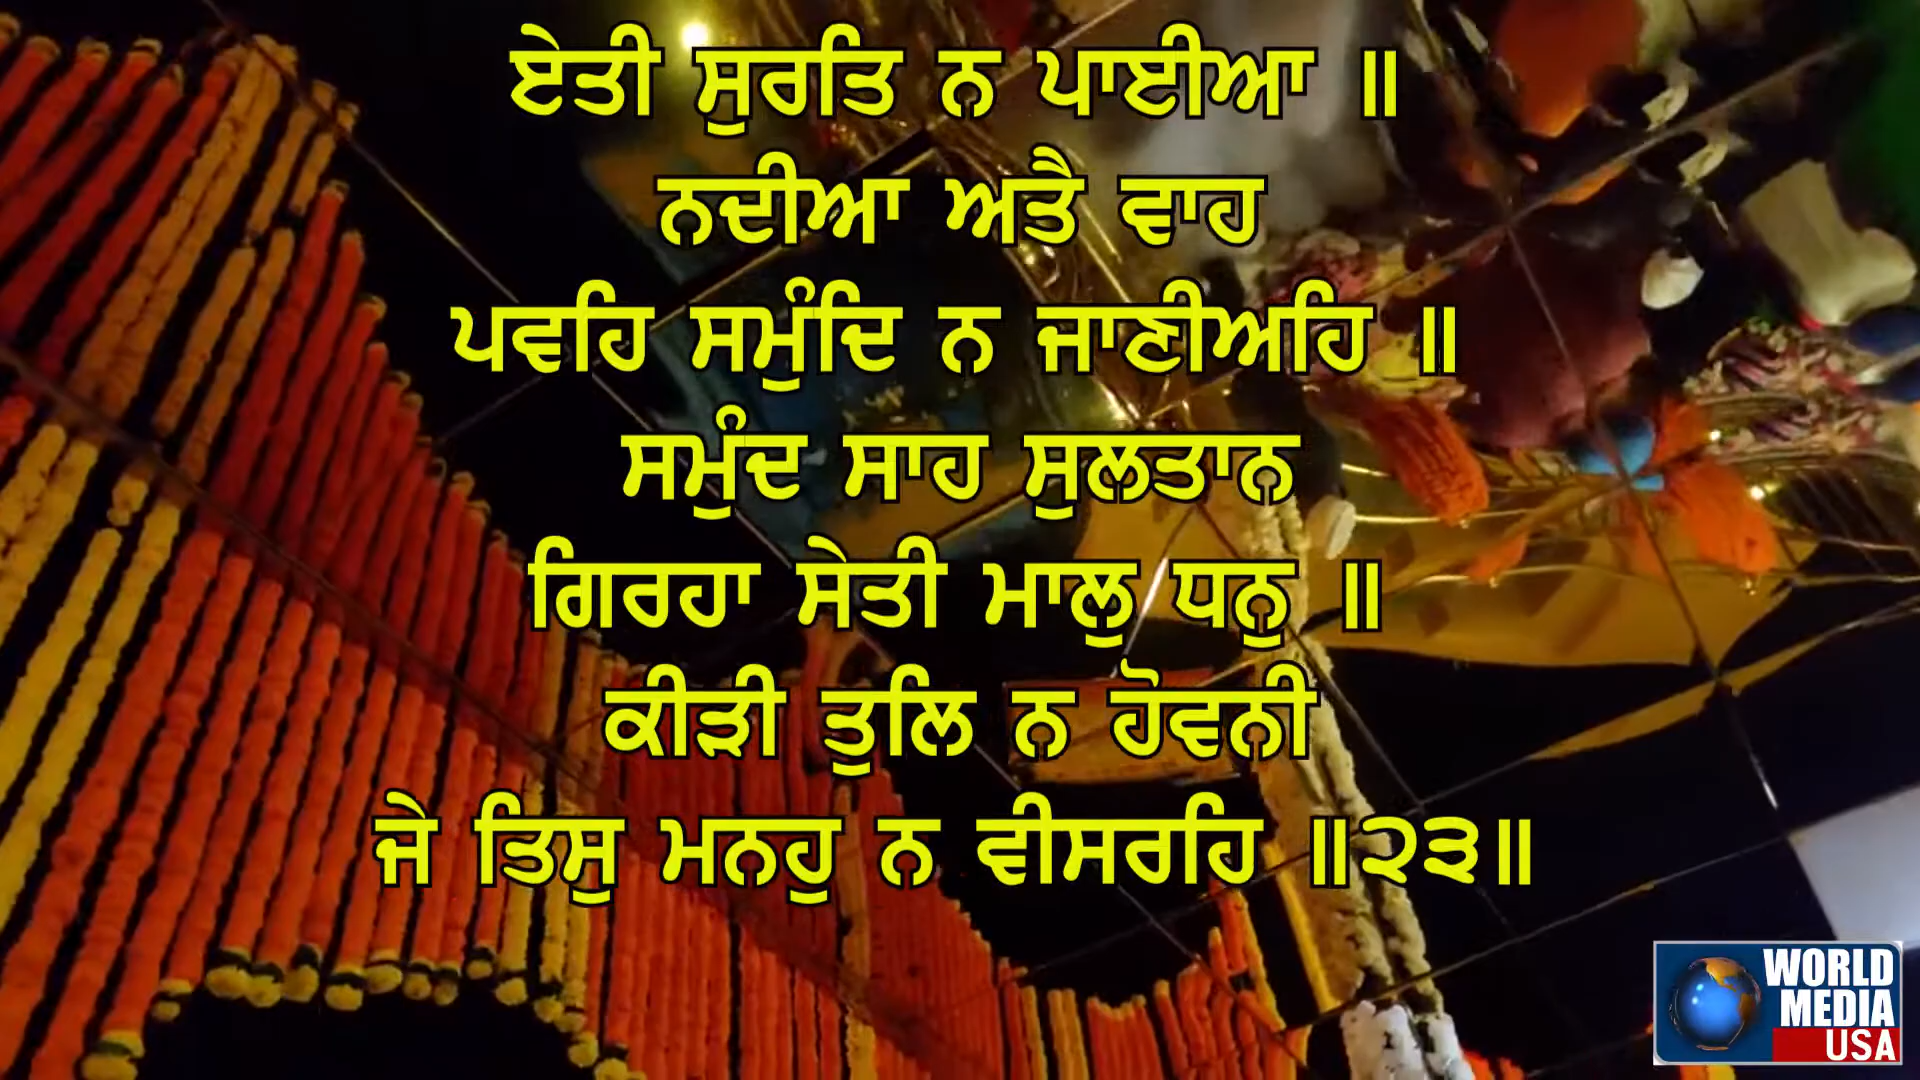 ਏਤੀ ਸੁਰਤਿ ਨ ਪਾਈਆ ॥
ਨਦੀਆ ਅਤੈ ਵਾਹ
ਪਵਹਿ ਸਮੁੰਦਿ ਨ ਜਾਣੀਅਹਿ ॥
ਸਮੁੰਦ ਸਾਹ ਸੁਲਤਾਨ
ਗਿਰਹਾ ਸੇਤੀ ਮਾਲੁ ਧਨੁ ॥
ਕੀੜੀ ਤੁਲਿ ਨ ਹੋਵਨੀ
ਜੇ ਤਿਸੁ ਮਨਹੁ ਨ ਵੀਸਰਹਿ ॥੨੩॥
WORLD
MEDIA
USA